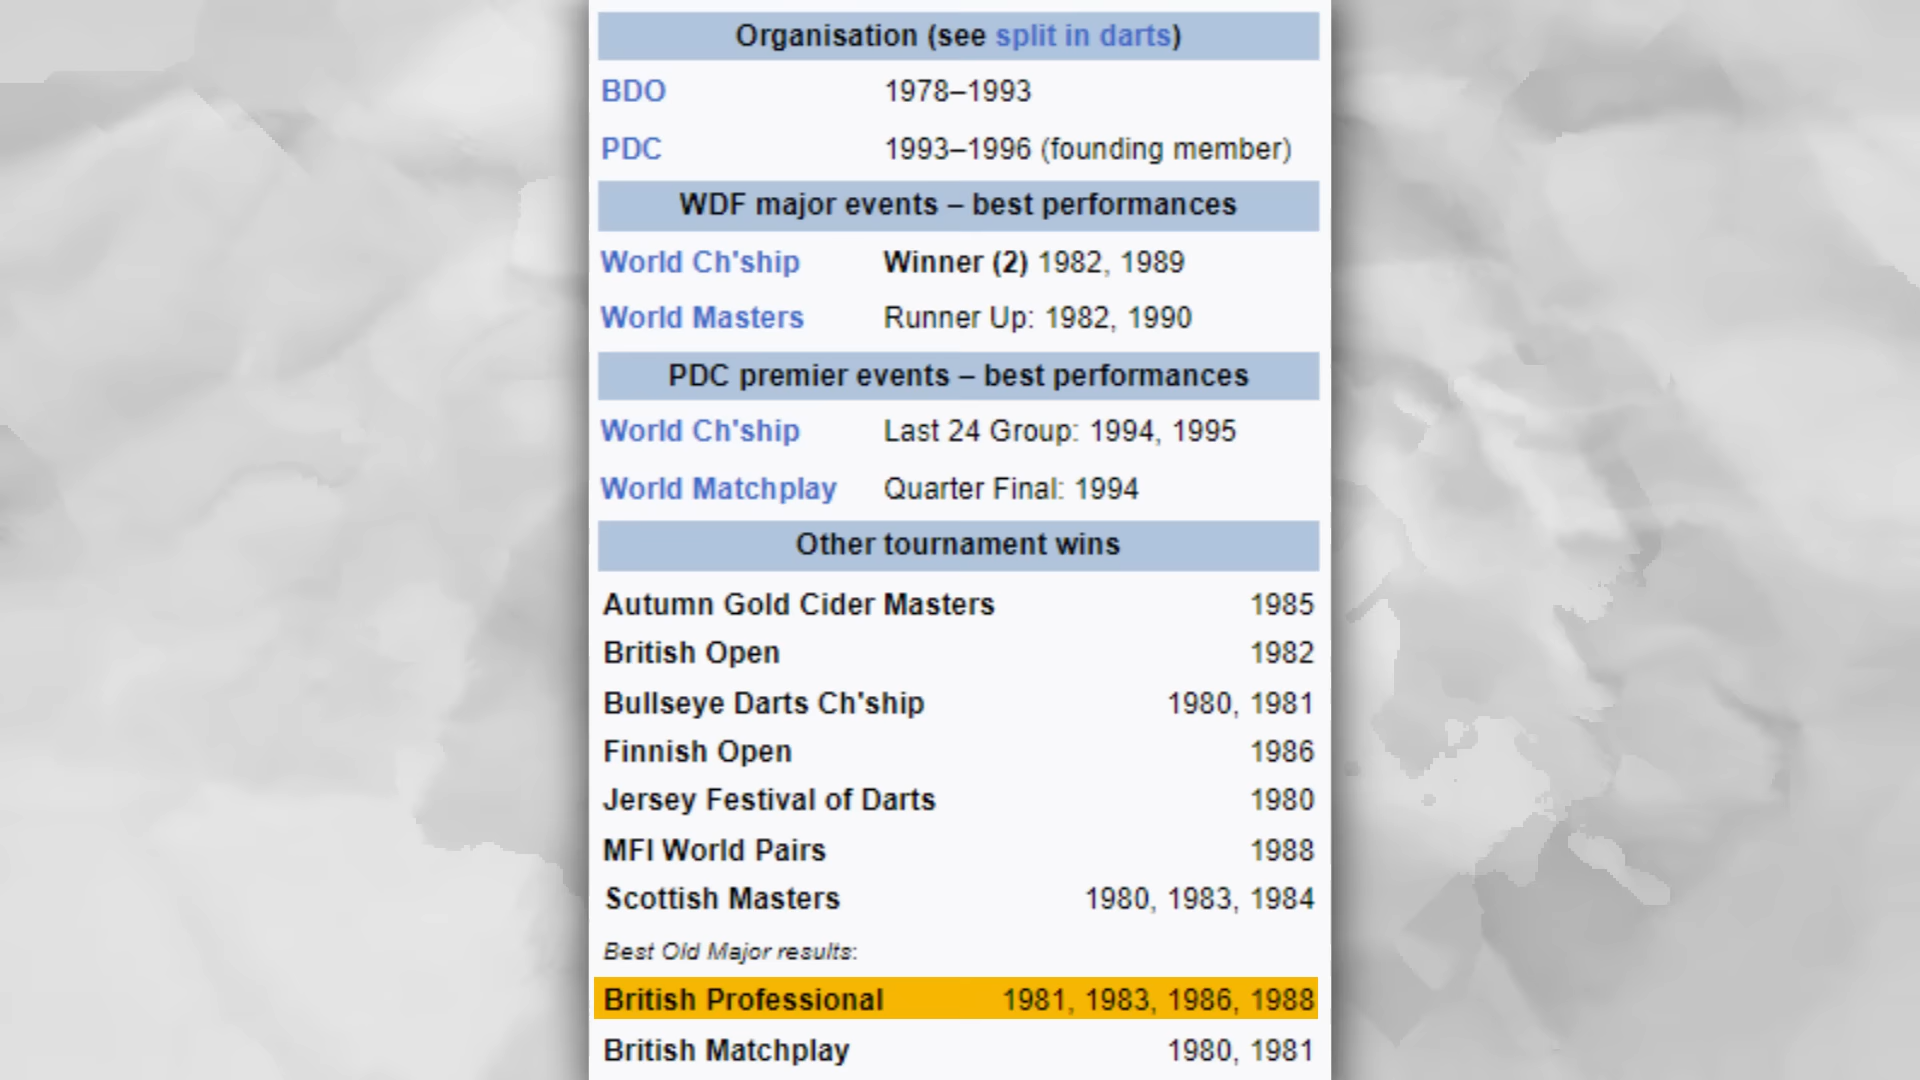 Organisation (see split in darts)
BDO 1978–1993
PDC 1993–1996 (founding member)
WDF major events – best performances
World Ch'ship Winner (2) 1982, 1989
World Masters Runner Up: 1982, 1990
PDC premier events – best performances
World Ch'ship Last 24 Group: 1994, 1995
World Matchplay Quarter Final: 1994
Other tournament wins
Autumn Gold Cider Masters 1985
British Open 1982
Bullseye Darts Ch'ship 1980, 1981
Finnish Open 1986
Jersey Festival of Darts 1980
MFI World Pairs 1988
Scottish Masters 1980, 1983, 1984
Best Old Major results:
British Professional 1981, 1983, 1986, 1988
British Matchplay 1980, 1981